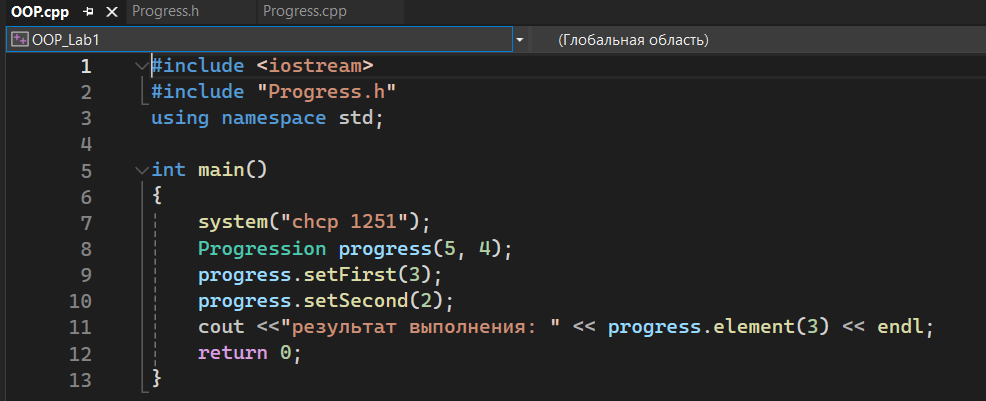 OOP.cpp Progress.h Progress.cpp
OOP_Lab1 (Глобальная область)
1 #include <iostream>
2 #include "Progress.h"
3 using namespace std;
4
5 int main()
6 {
7 system("chcp 1251");
8 Progression progress(5, 4);
9 progress.setFirst(3);
10 progress.setSecond(2);
11 cout <<"результат выполнения: " << progress.element(3) << endl;
12 return 0;
13 }